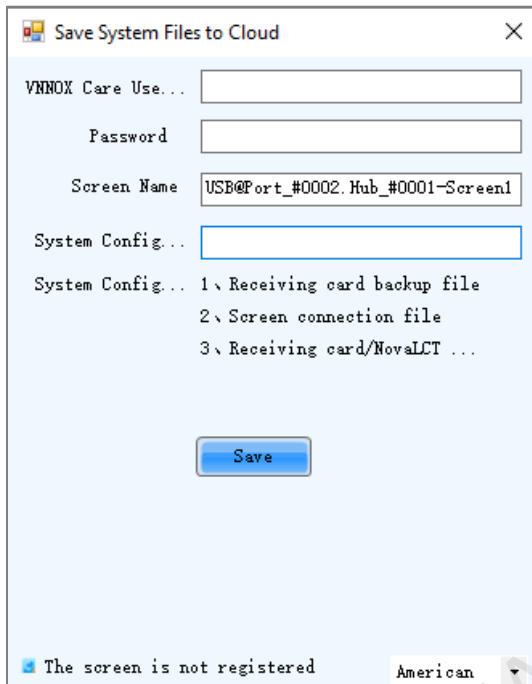 Save System Files to Cloud
VNNOX Care Use...
Password
Screen Name USB@Port_#0002.Hub_#0001-Screen1
System Config...
System Config... 1、Receiving card backup file
2、Screen connection file
3、Receiving card/NovaLCT ...
Save
The screen is not registered American